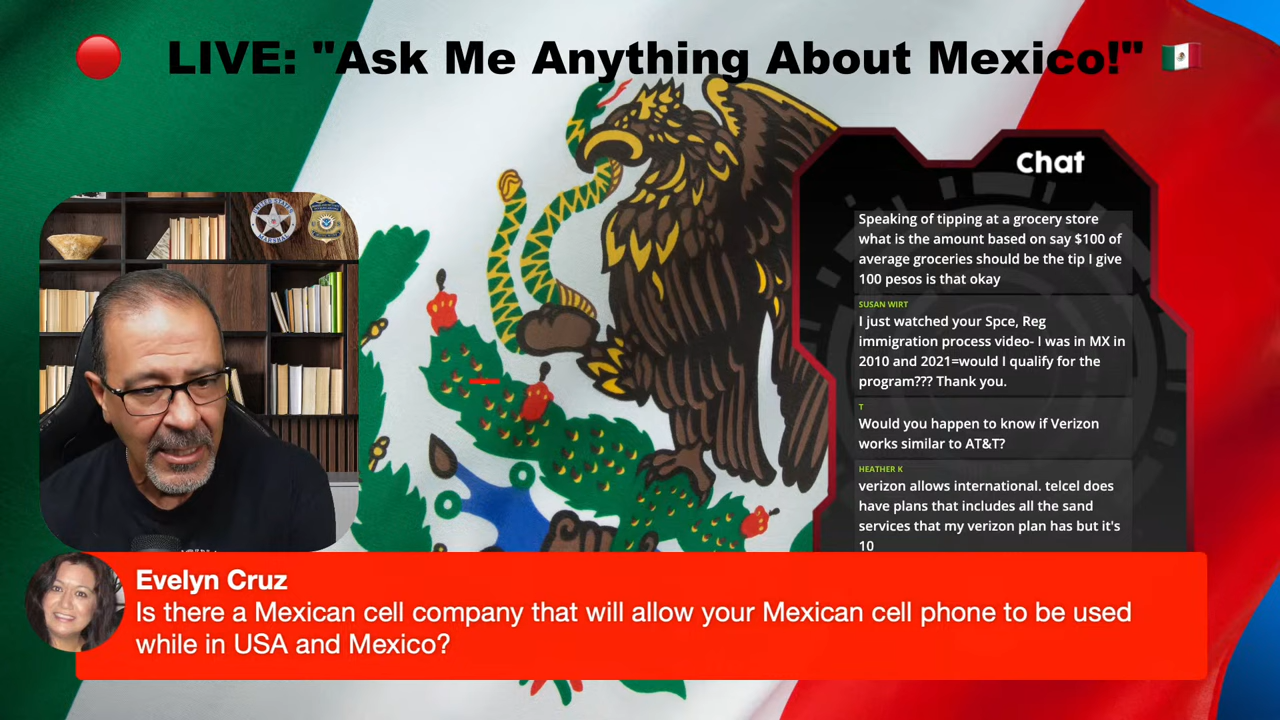 LIVE: "Ask Me Anything About Mexico!"
Chat
Speaking of tipping at a grocery store
what is the amount based on say $100 of
average groceries should be the tip I give
100 pesos is that okay
SUSAN WIRT
I just watched your Spce, Reg
immigration process video- I was in MX in
2010 and 2021=would I qualify for the
program??? Thank you.
T
Would you happen to know if Verizon
works similar to AT&T?
HEATHER K
verizon allows international. telcel does
have plans that includes all the sand
services that my verizon plan has but it's
10
UNITED STATES
MARSHAL
Evelyn Cruz
Is there a Mexican cell company that will allow your Mexican cell phone to be used
while in USA and Mexico?